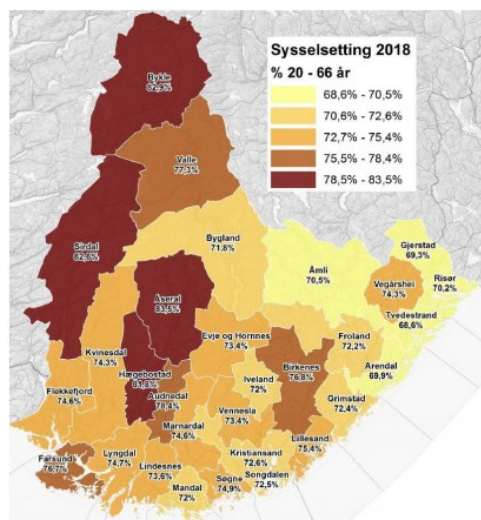 Sysselsetting 2018
% 20 - 66 år
68,6% - 70,5%
70,6% - 72,6%
72,7% - 75,4%
75,5% - 78,4%
78,5% - 83,5%
Bykle
82,9%
Valle
77,3%
Sirdal
82,6%
Bygland
71,8%
Åmli
70,5%
Gjerstad
69,3%
Vegårshei
74,3%
Risør
70,2%
Tvedestrand
68,6%
Åseral
83,5%
Kvinesdal
74,3%
Evje og Hornnes
73,4%
Froland
72,2%
Arendal
69,9%
Hægebostad
81,8%
Birkenes
76,8%
Flekkefjord
74,6%
Audnedal
78,4%
Iveland
72%
Grimstad
72,4%
Marnardal
74,6%
Vennesla
73,4%
Lillesand
75,4%
Farsund
76,7%
Lyngdal
74,7%
Lindesnes
73,6%
Kristiansand
72,6%
Mandal
72%
Søgne
74,9%
Songdalen
72,5%